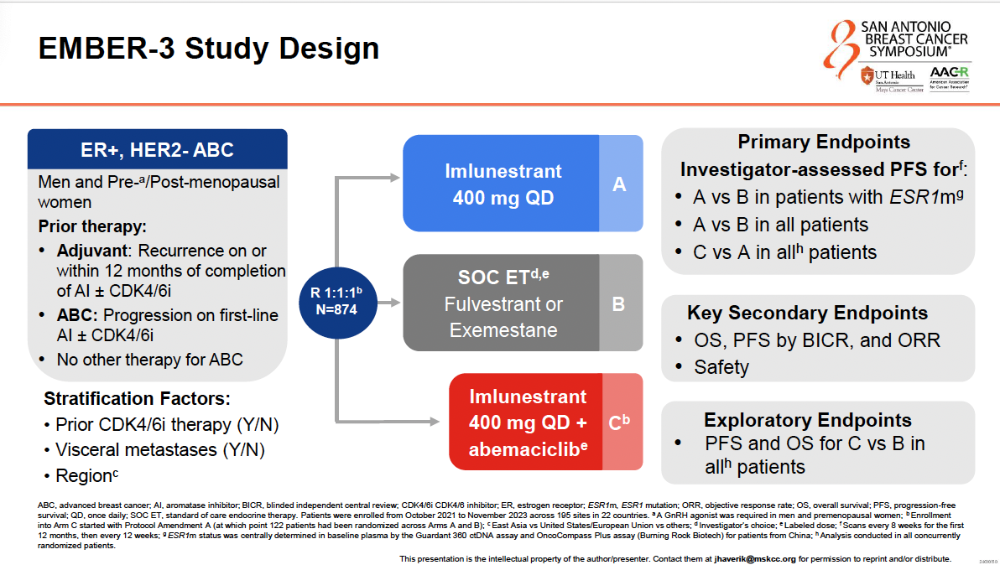 EMBER-3 Study Design
SAN ANTONIO
BREAST CANCER
SYMPOSIUM®
UT Health
San Antonio
Mays Cancer Center
AACR
American Association
for Cancer Research®
ER+, HER2- ABC
Men and Pre-ᵃ/Post-menopausal
women
Prior therapy:
• Adjuvant: Recurrence on or
within 12 months of completion
of AI ± CDK4/6i
• ABC: Progression on first-line
AI ± CDK4/6i
• No other therapy for ABC
Stratification Factors:
• Prior CDK4/6i therapy (Y/N)
• Visceral metastases (Y/N)
• Regionᶜ
R 1:1:1ᵇ
N=874
Imlunestrant
400 mg QD
A
SOC ETᵈ,ᵉ
Fulvestrant or
Exemestane
B
Imlunestrant
400 mg QD +
abemaciclibᵉ
Cᵇ
Primary Endpoints
Investigator-assessed PFS forᶠ:
• A vs B in patients with ESR1mᵍ
• A vs B in all patients
• C vs A in allʰ patients
Key Secondary Endpoints
• OS, PFS by BICR, and ORR
• Safety
Exploratory Endpoints
• PFS and OS for C vs B in
allʰ patients
ABC, advanced breast cancer; AI, aromatase inhibitor; BICR, blinded independent central review; CDK4/6i CDK4/6 inhibitor; ER, estrogen receptor; ESR1m, ESR1 mutation; ORR, objective response rate; OS, overall survival; PFS, progression-free
survival; QD, once daily; SOC ET, standard of care endocrine therapy. Patients were enrolled from October 2021 to November 2023 across 195 sites in 22 countries. ᵃ A GnRH agonist was required in men and premenopausal women; ᵇ Enrollment
into Arm C started with Protocol Amendment A (at which point 122 patients had been randomized across Arms A and B); ᶜ East Asia vs United States/European Union vs others; ᵈ Investigator's choice; ᵉ Labeled dose; ᶠ Scans every 8 weeks for the first
12 months, then every 12 weeks; ᵍ ESR1m status was centrally determined in baseline plasma by the Guardant 360 ctDNA assay and OncoCompass Plus assay (Burning Rock Biotech) for patients from China; ʰ Analysis conducted in all concurrently
randomized patients.
This presentation is the intellectual property of the author/presenter. Contact them at jhaverik@mskcc.org for permission to reprint and/or distribute.